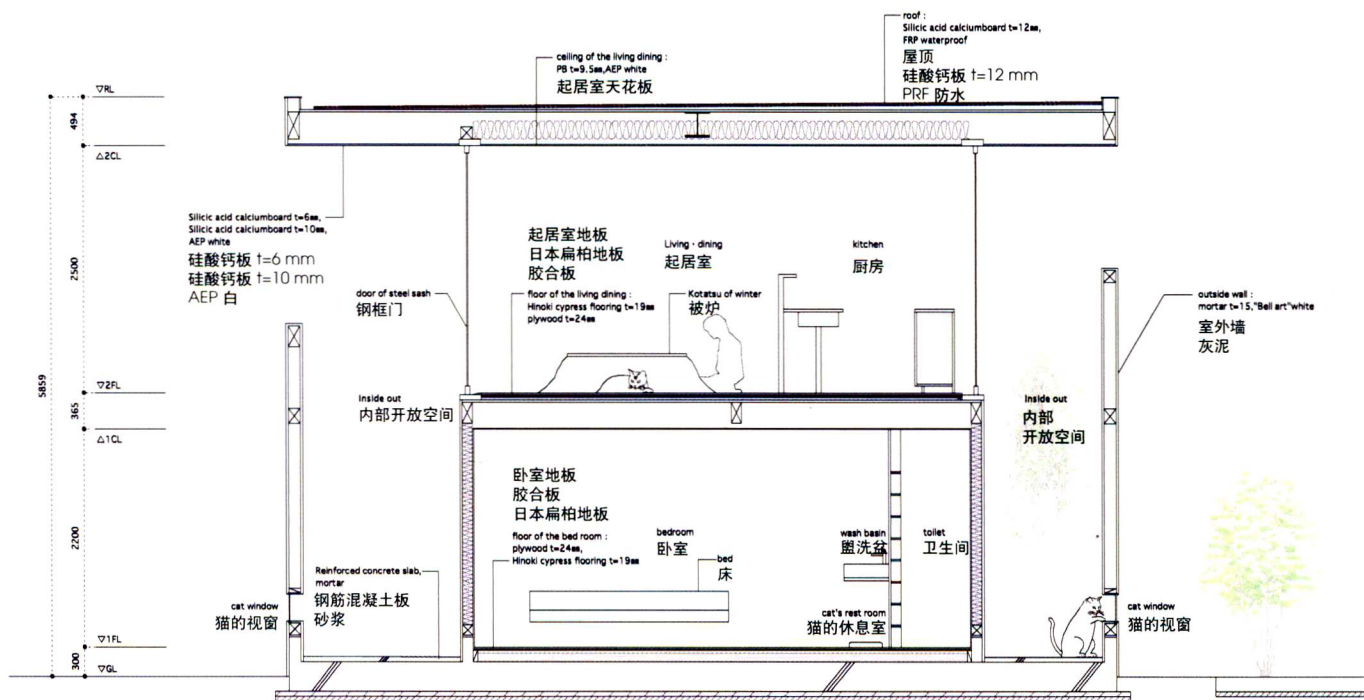 roof :
Silicic acid calciumboard t=12㎜,
FRP waterproof
屋顶
硅酸钙板 t=12 mm
PRF 防水
ceiling of the living dining :
PB t=9.5㎜,AEP white
起居室天花板
▽RL
494
△2CL
Silicic acid calciumboard t=6㎜,
Silicic acid calciumboard t=10㎜,
AEP white
硅酸钙板 t=6 mm
硅酸钙板 t=10 mm
AEP 白
2500
door of steel sash
钢框门
起居室地板
日本扁柏地板
胶合板
floor of the living dining :
Hinoki cypress flooring t=19㎜
plywood t=24㎜
Living・dining
起居室
Kotatsu of winter
被炉
kitchen
厨房
outside wall :
mortar t=15,"Bell art"white
室外墙
灰泥
5859
▽2FL
365
△1CL
Inside out
内部开放空间
Inside out
内部
开放空间
2200
卧室地板
胶合板
日本扁柏地板
floor of the bed room :
plywood t=24㎜,
Hinoki cypress flooring t=19㎜
bedroom
卧室
bed
床
wash basin
盥洗盆
toilet
卫生间
Reinforced concrete slab,
mortar
钢筋混凝土板
砂浆
cat window
猫的视窗
cat's rest room
猫的休息室
cat window
猫的视窗
▽1FL
300
▽GL